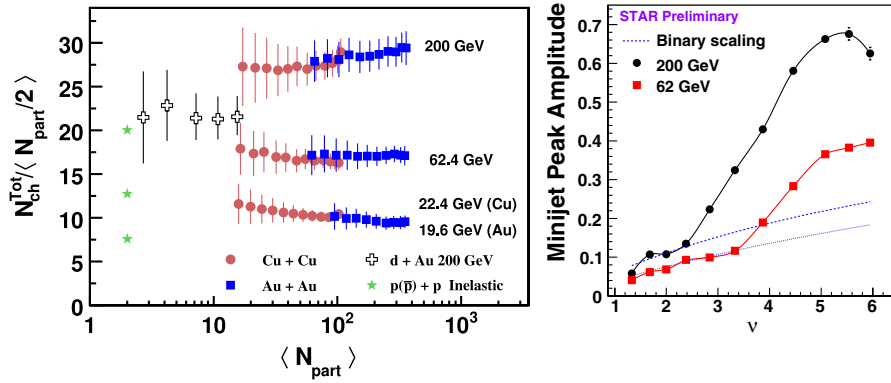 N_ch^Tot/⟨ N_part/2 ⟩
30
25
20
15
10
5
0
200 GeV
62.4 GeV
22.4 GeV (Cu)
19.6 GeV (Au)
Cu + Cu
Au + Au
d + Au 200 GeV
p(p̅) + p Inelastic
1
10
10²
10³
⟨ N_part ⟩
Minijet Peak Amplitude
0.7
0.6
0.5
0.4
0.3
0.2
0.1
0
STAR Preliminary
Binary scaling
200 GeV
62 GeV
1 2 3 4 5 6
ν